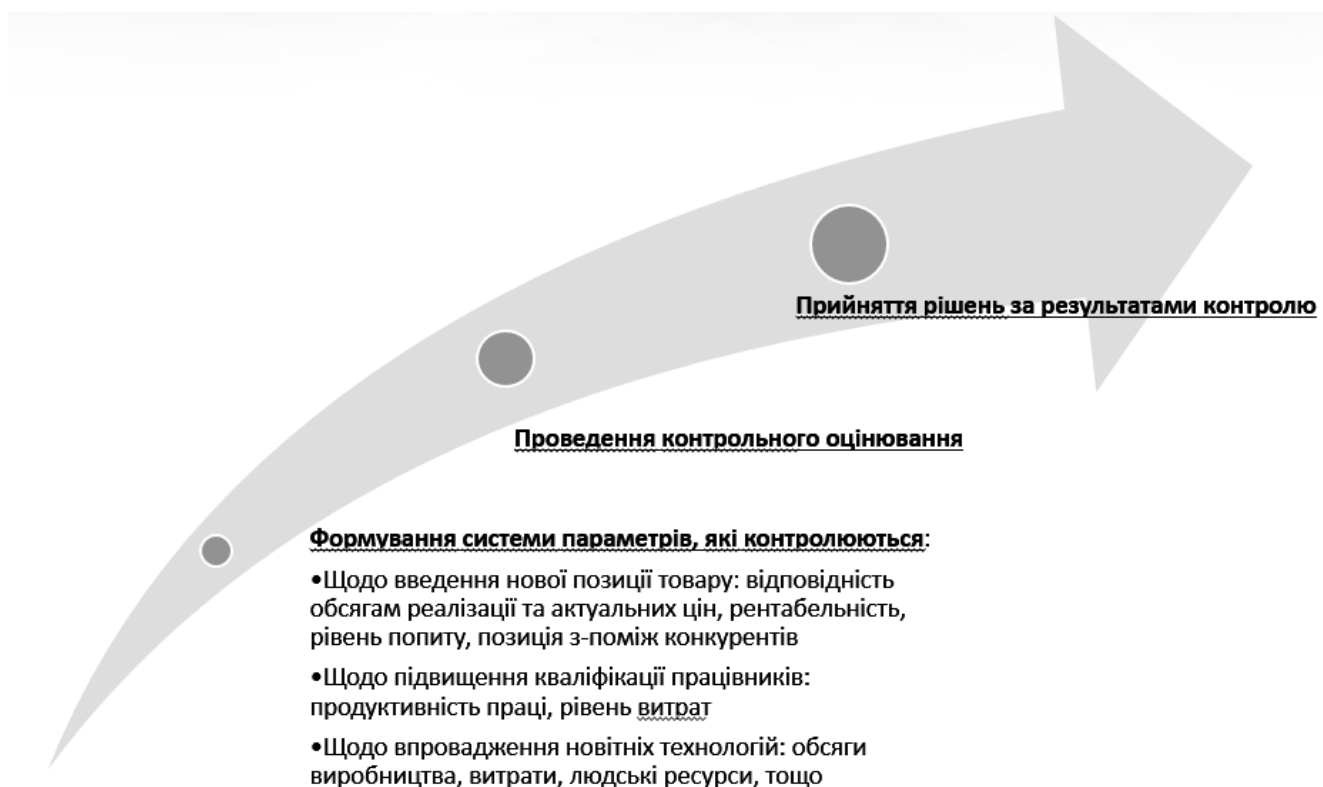 Прийняття рішень за результатами контролю
Проведення контрольного оцінювання
Формування системи параметрів, які контролюються:
•Щодо введення нової позиції товару: відповідність
обсягам реалізації та актуальних цін, рентабельність,
рівень попиту, позиція з-поміж конкурентів
•Щодо підвищення кваліфікації працівників:
продуктивність праці, рівень витрат
•Щодо впровадження новітніх технологій: обсяги
виробництва, витрати, людські ресурси, тощо